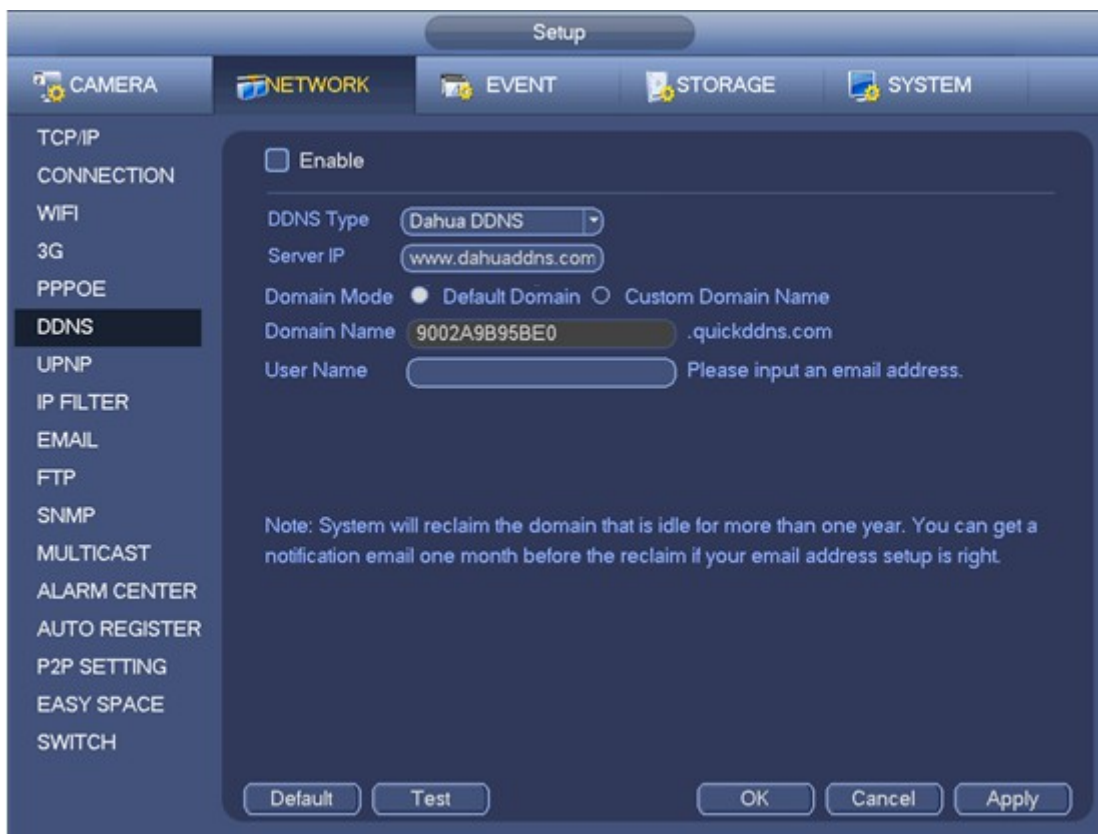 Setup
CAMERA NETWORK EVENT STORAGE SYSTEM
TCP/IP
CONNECTION
WIFI
3G
PPPOE
DDNS
UPNP
IP FILTER
EMAIL
FTP
SNMP
MULTICAST
ALARM CENTER
AUTO REGISTER
P2P SETTING
EASY SPACE
SWITCH
Enable
DDNS Type Dahua DDNS
Server IP www.dahuaddns.com
Domain Mode Default Domain Custom Domain Name
Domain Name 9002A9B95BE0 .quickddns.com
User Name Please input an email address.
Note: System will reclaim the domain that is idle for more than one year. You can get a
notification email one month before the reclaim if your email address setup is right.
Default Test OK Cancel Apply